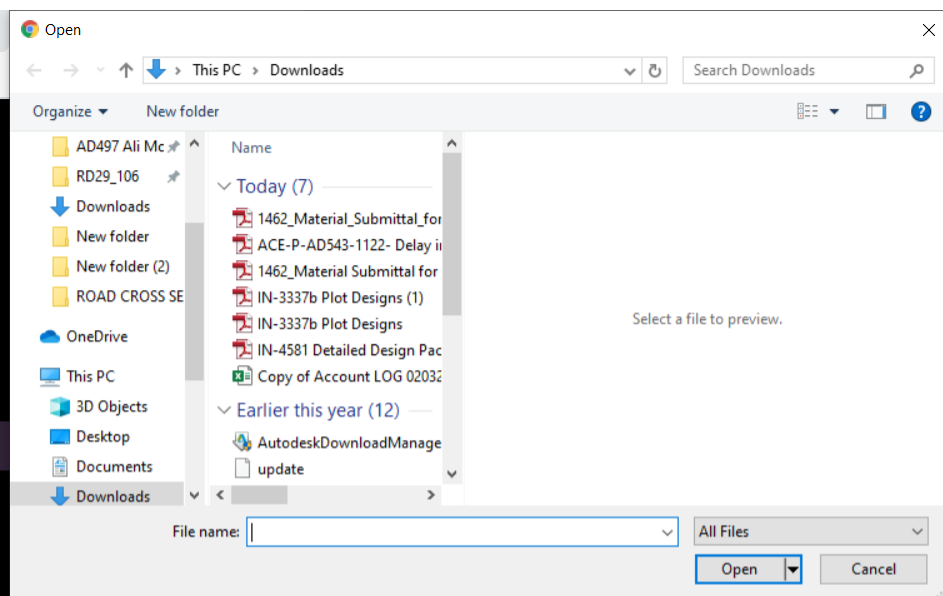 Open
This PC > Downloads
Search Downloads
Organize
New folder
AD497 Ali Mc
RD29_106
Downloads
New folder
New folder (2)
ROAD CROSS SE
OneDrive
This PC
3D Objects
Desktop
Documents
Downloads
Name
Today (7)
1462_Material_Submittal_for
ACE-P-AD543-1122- Delay in
1462_Material Submittal for
IN-3337b Plot Designs (1)
IN-3337b Plot Designs
IN-4581 Detailed Design Pac
Copy of Account LOG 02032
Earlier this year (12)
AutodeskDownloadManage
update
Select a file to preview.
File name:
All Files
Open
Cancel